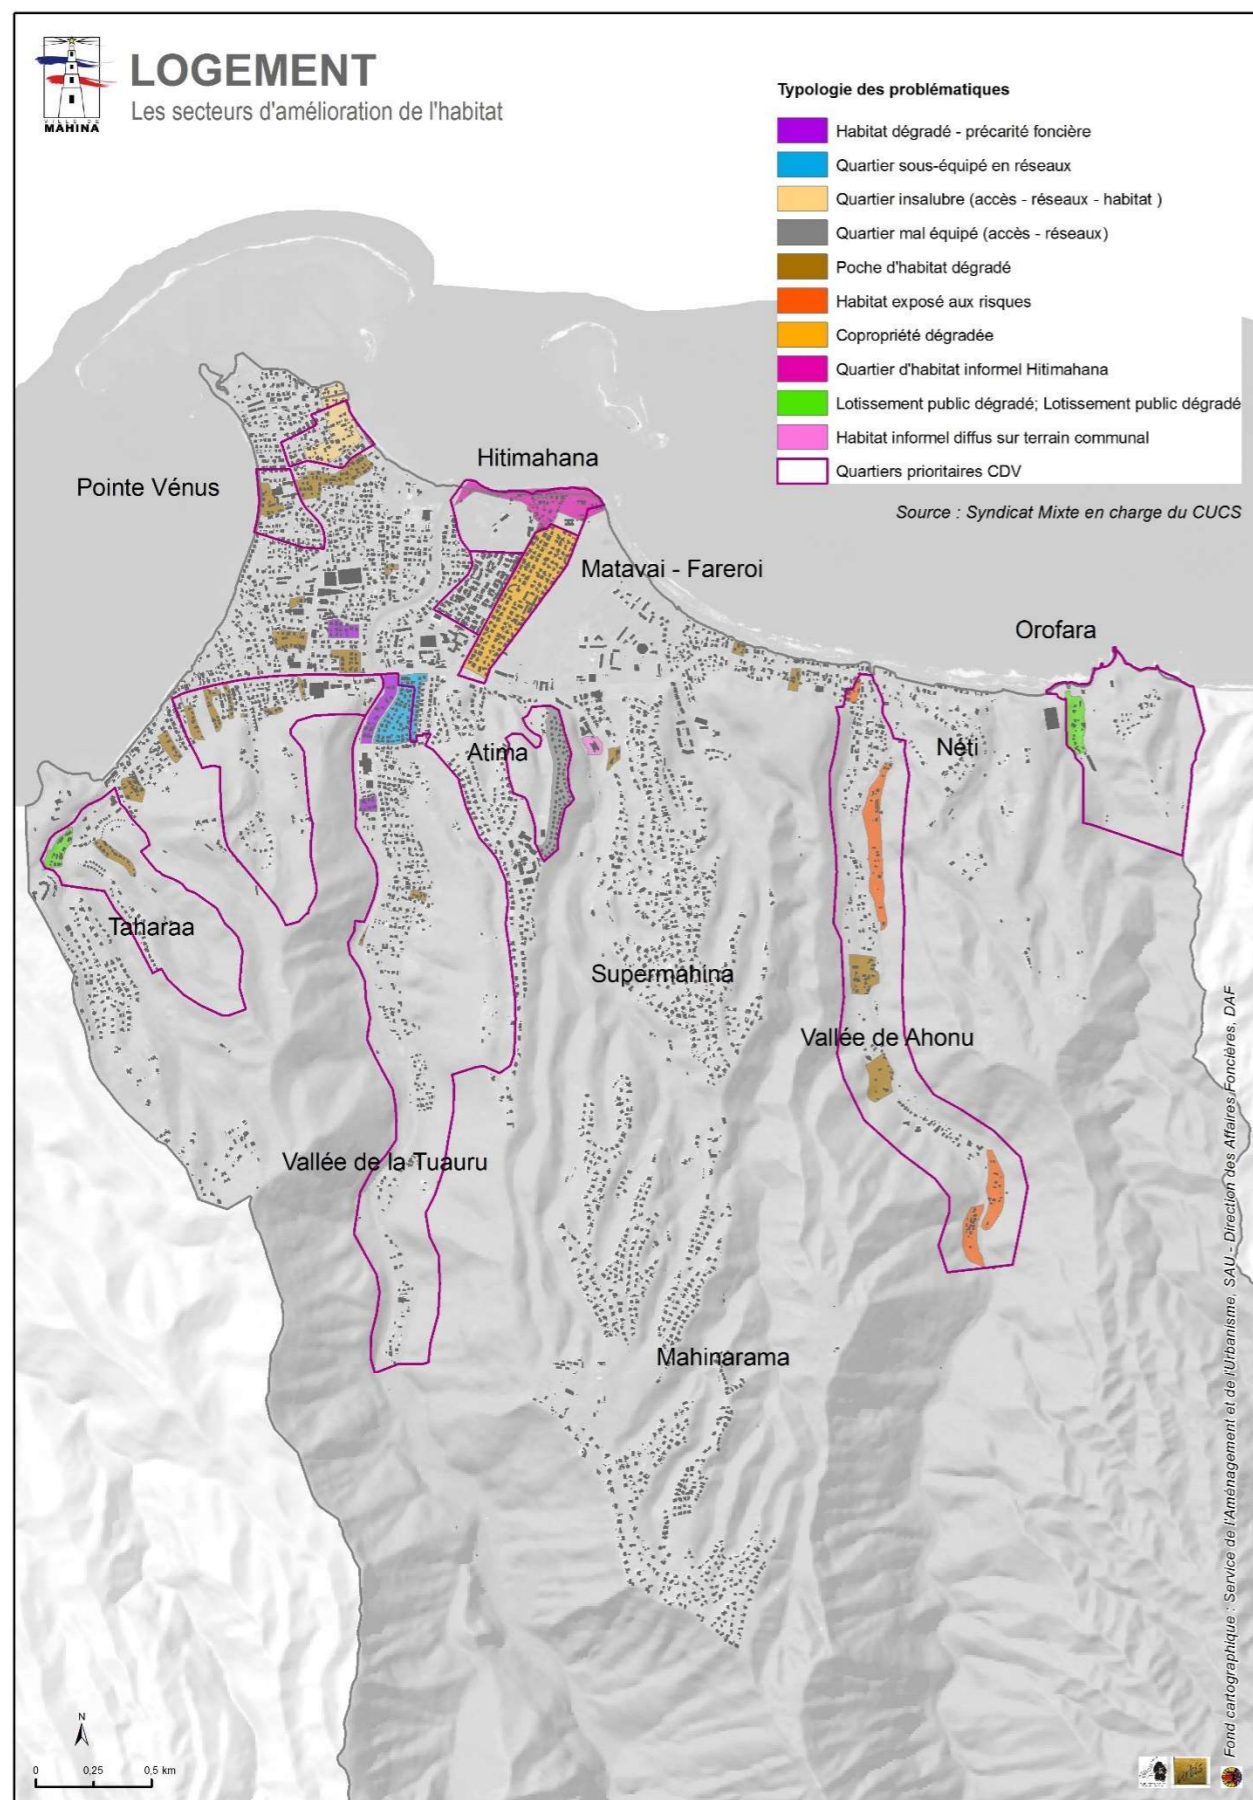 LOGEMENT
Les secteurs d'amélioration de l'habitat
VILLE DE
MAHINA
Typologie des problématiques
Habitat dégradé - précarité foncière
Quartier sous-équipé en réseaux
Quartier insalubre (accès - réseaux - habitat )
Quartier mal équipé (accès - réseaux)
Poche d'habitat dégradé
Habitat exposé aux risques
Copropriété dégradée
Quartier d'habitat informel Hitimahana
Lotissement public dégradé; Lotissement public dégradé
Habitat informel diffus sur terrain communal
Quartiers prioritaires CDV
Source : Syndicat Mixte en charge du CUCS
Hitimahana
Pointe Vénus
Matavai - Fareroi
Orofara
Atima
Néti
Taharaa
Supermahina
Vallée de Ahonu
Vallée de la Tuauru
Mahinarama
Fond cartographique : Service de l'Aménagement et de l'Urbanisme, SAU - Direction des Affaires Foncières, DAF
N
0 0,25 0,5 km